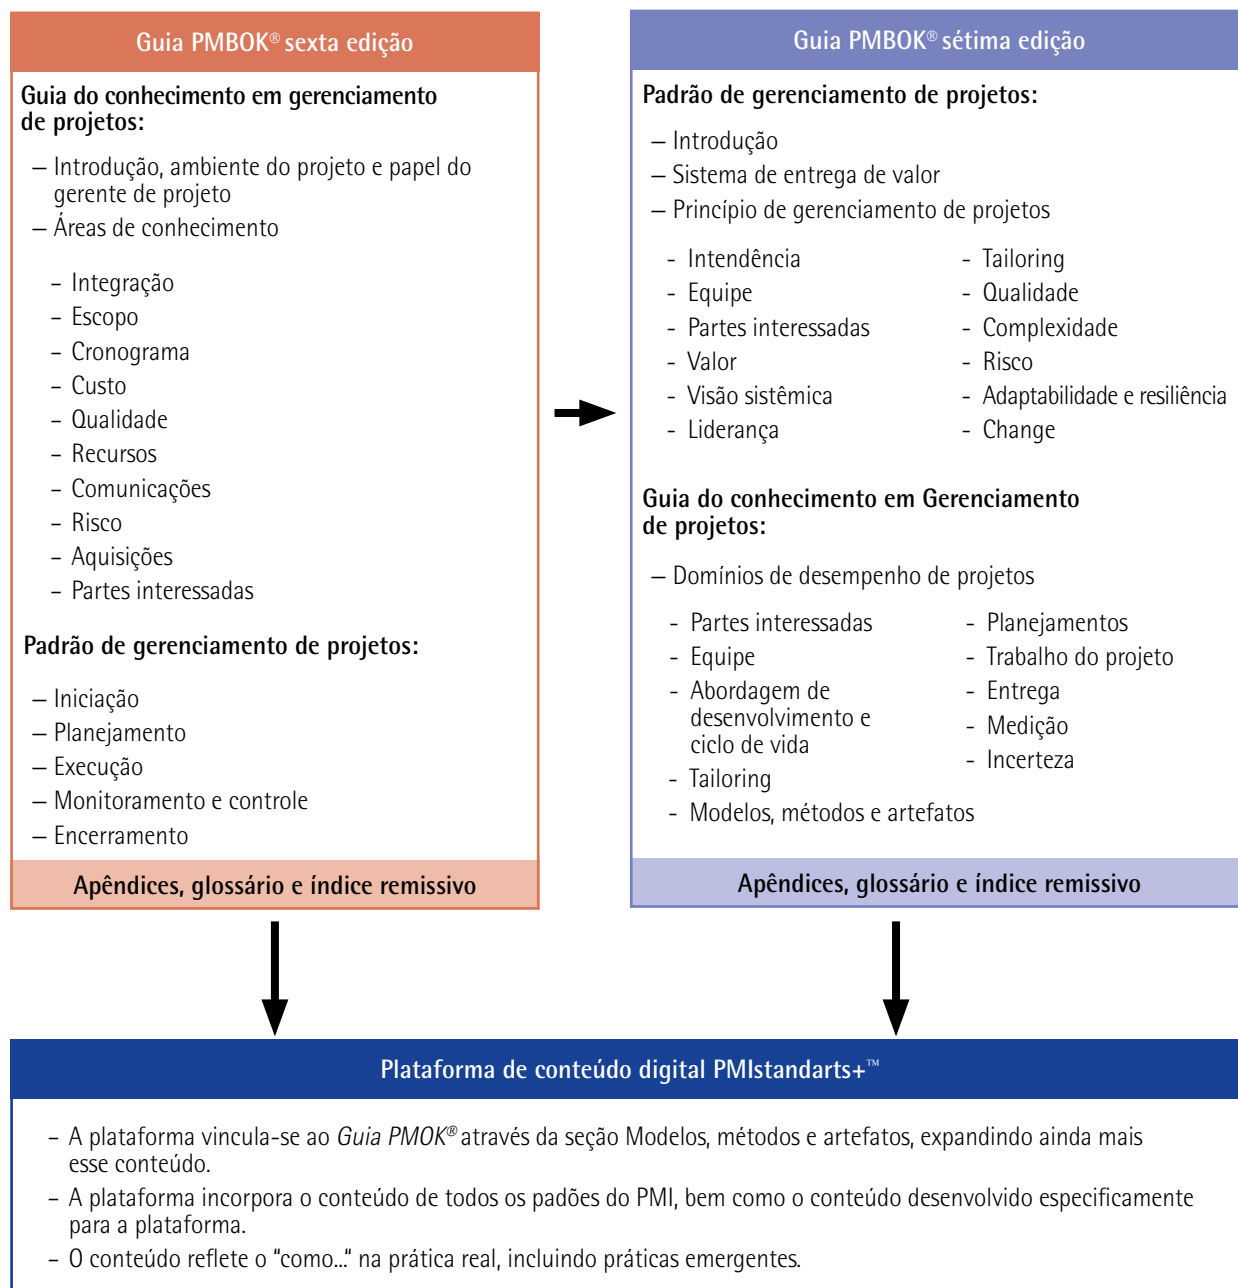 Guia PMBOK® sexta edição
Guia do conhecimento em gerenciamento
de projetos:
– Introdução, ambiente do projeto e papel do
gerente de projeto
– Áreas de conhecimento
– Integração
– Escopo
– Cronograma
– Custo
– Qualidade
– Recursos
– Comunicações
– Risco
– Aquisições
– Partes interessadas
Padrão de gerenciamento de projetos:
– Iniciação
– Planejamento
– Execução
– Monitoramento e controle
– Encerramento
Apêndices, glossário e índice remissivo
Guia PMBOK® sétima edição
Padrão de gerenciamento de projetos:
– Introdução
– Sistema de entrega de valor
– Princípio de gerenciamento de projetos
- Intendência
- Equipe
- Partes interessadas
- Valor
- Visão sistêmica
- Liderança
- Tailoring
- Qualidade
- Complexidade
- Risco
- Adaptabilidade e resiliência
- Change
Guia do conhecimento em Gerenciamento
de projetos:
– Domínios de desempenho de projetos
- Partes interessadas
- Equipe
- Abordagem de
desenvolvimento e
ciclo de vida
- Tailoring
- Modelos, métodos e artefatos
- Planejamentos
- Trabalho do projeto
- Entrega
- Medição
- Incerteza
Apêndices, glossário e índice remissivo
Plataforma de conteúdo digital PMIstandarts+™
– A plataforma vincula-se ao Guia PMOK® através da seção Modelos, métodos e artefatos, expandindo ainda mais
esse conteúdo.
– A plataforma incorpora o conteúdo de todos os padões do PMI, bem como o conteúdo desenvolvido especificamente
para a plataforma.
– O conteúdo reflete o "como..." na prática real, incluindo práticas emergentes.